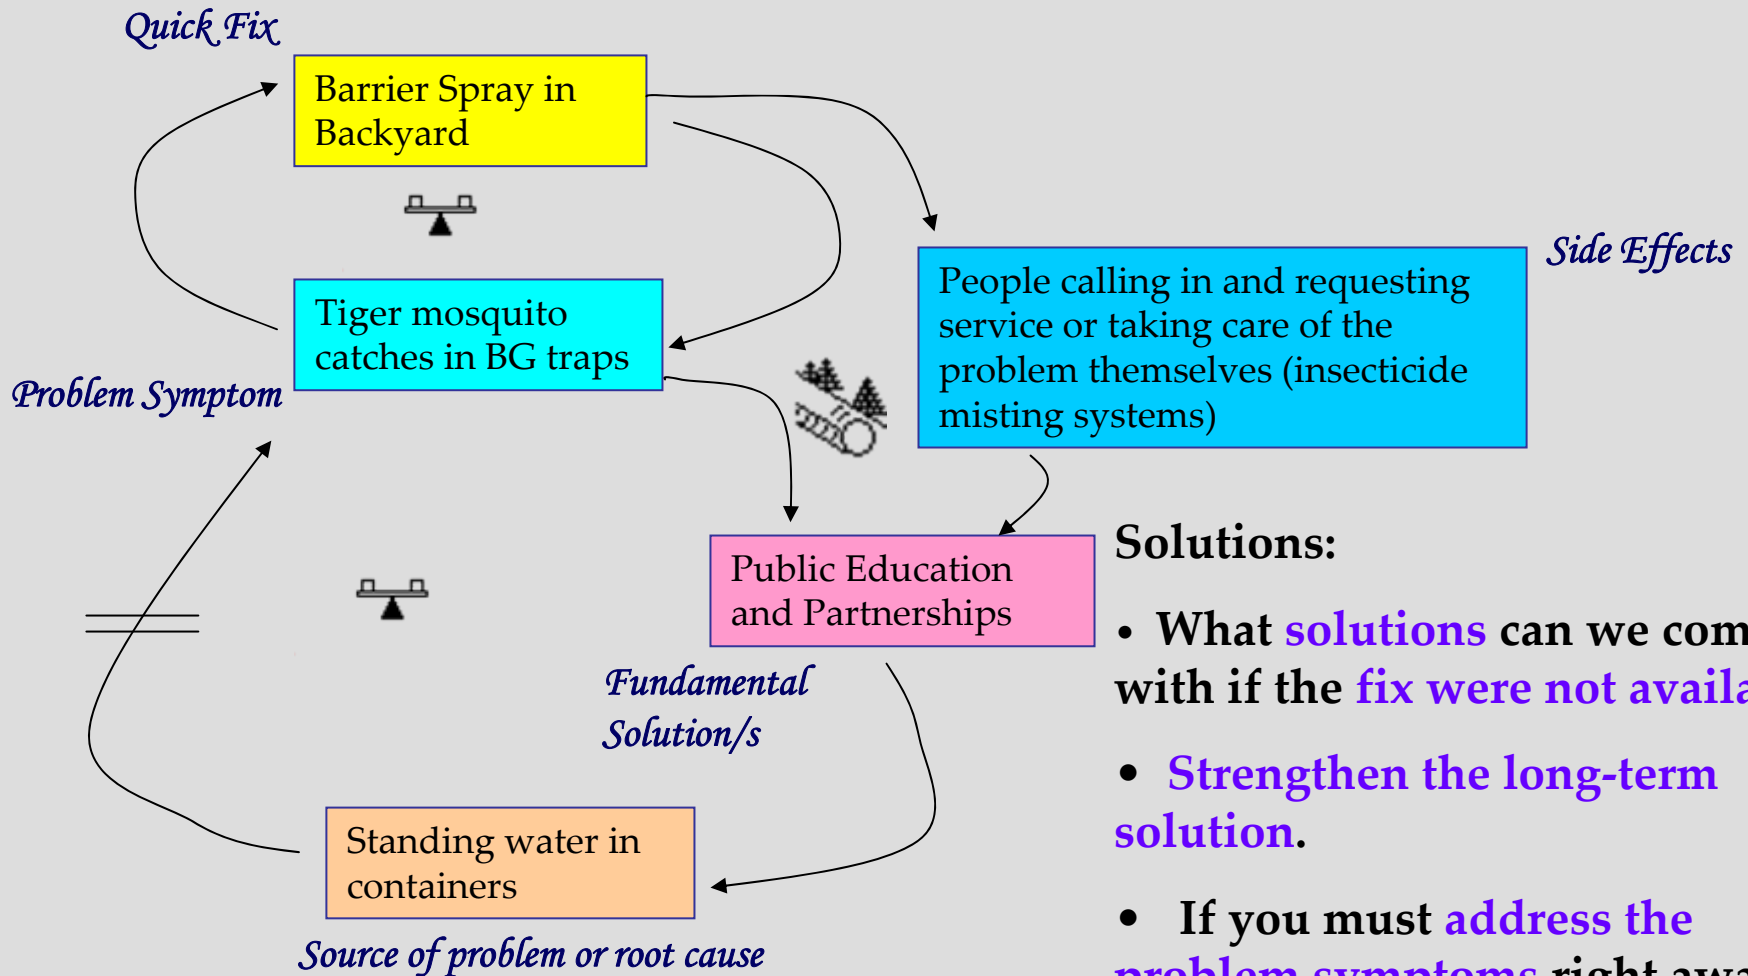 Quick Fix
Barrier Spray in
Backyard
Tiger mosquito
catches in BG traps
Problem Symptom
People calling in and requesting
service or taking care of the
problem themselves (insecticide
misting systems)
Side Effects
Public Education
and Partnerships
Fundamental
Solution/s
Standing water in
containers
Source of problem or root cause
Solutions:
• What solutions can we
with if the fix were not
• Strengthen the long-term
solution.
• If you must address the
problem symptoms right